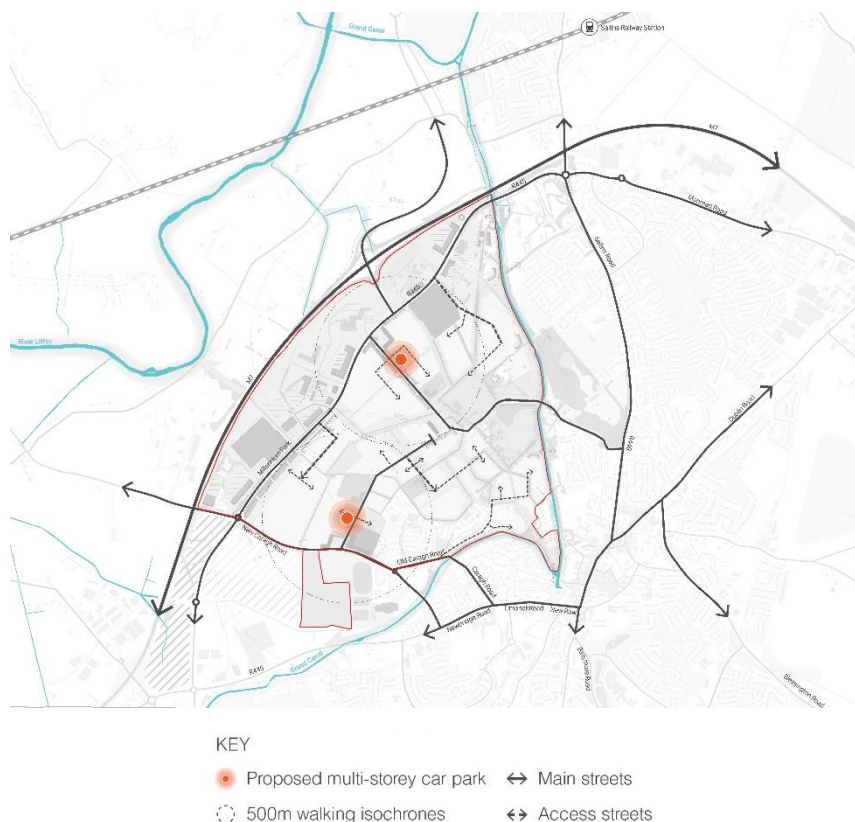 Grand Canal
Sallins Railway Station
M7
R445
Monread Road
Sallins Road
River Liffey
M7
R445
Dublin Road
Millennium Park
R445
New Caragh Road
Old Caragh Road
Caragh Road
Newbridge Road
Limerick Road
New Row
R445
Grand Canal
Blessington Road
KEY
Proposed multi-storey car park
Main streets
500m walking isochrones
Access streets